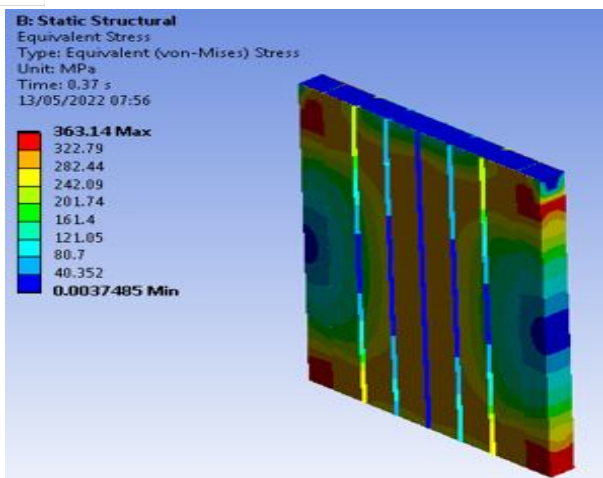 B: Static Structural
Equivalent Stress
Type: Equivalent (von-Mises) Stress
Unit: MPa
Time: 0.37 s
13/05/2022 07:56
363.14 Max
322.79
282.44
242.09
201.74
161.4
121.05
80.7
40.352
0.0037485 Min